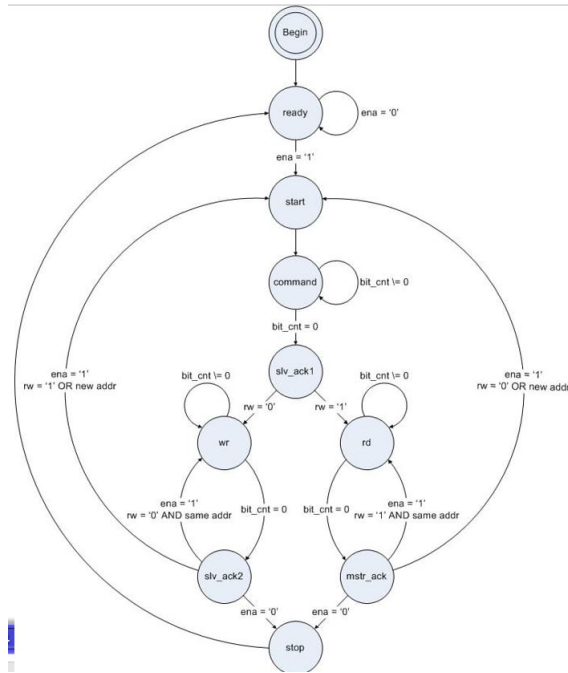 Begin
ready
ena = '0'
ena = '1'
start
command
bit_cnt \= 0
bit_cnt = 0
slv_ack1
bit_cnt \= 0
bit_cnt \= 0
ena = '1'
rw = '1' OR new addr
ena = '1'
rw = '0' OR new addr
rw = '0'
rw = '1'
wr
rd
ena = '1'
rw = '0' AND same addr
bit_cnt = 0
bit_cnt = 0
ena = '1'
rw = '1' AND same addr
slv_ack2
mstr_ack
ena = '0'
ena = '0'
stop